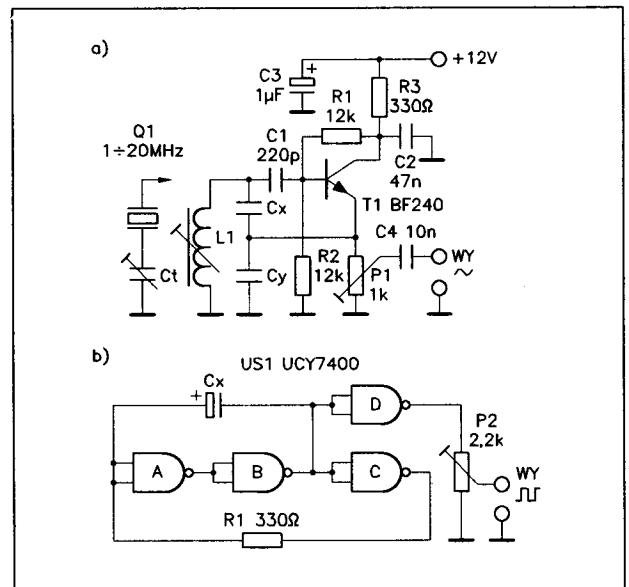 a)
+12V
C3
+
1µF
R1
12k
R3
330Ω
Q1
1÷20MHz
C1
220p
C2
47n
T1 BF240
Cx
L1
Ct
Cy
R2
12k
P1
1k
C4 10n
WY
~
b)
US1 UCY7400
+
Cx
D
P2
2,2k
A
B
C
WY
R1 330Ω